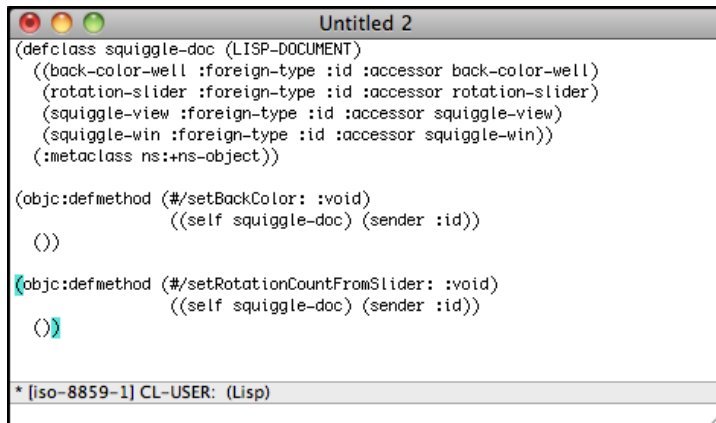 Untitled 2
(defclass squiggle-doc (LISP-DOCUMENT)
  ((back-color-well :foreign-type :id :accessor back-color-well)
   (rotation-slider :foreign-type :id :accessor rotation-slider)
   (squiggle-view :foreign-type :id :accessor squiggle-view)
   (squiggle-win :foreign-type :id :accessor squiggle-win))
  (:metaclass ns:+ns-object))
(objc:defmethod (#/setBackColor: :void)
                ((self squiggle-doc) (sender :id))
  ())
(objc:defmethod (#/setRotationCountFromSlider: :void)
                ((self squiggle-doc) (sender :id))
  ())
* [iso-8859-1] CL-USER: (Lisp)